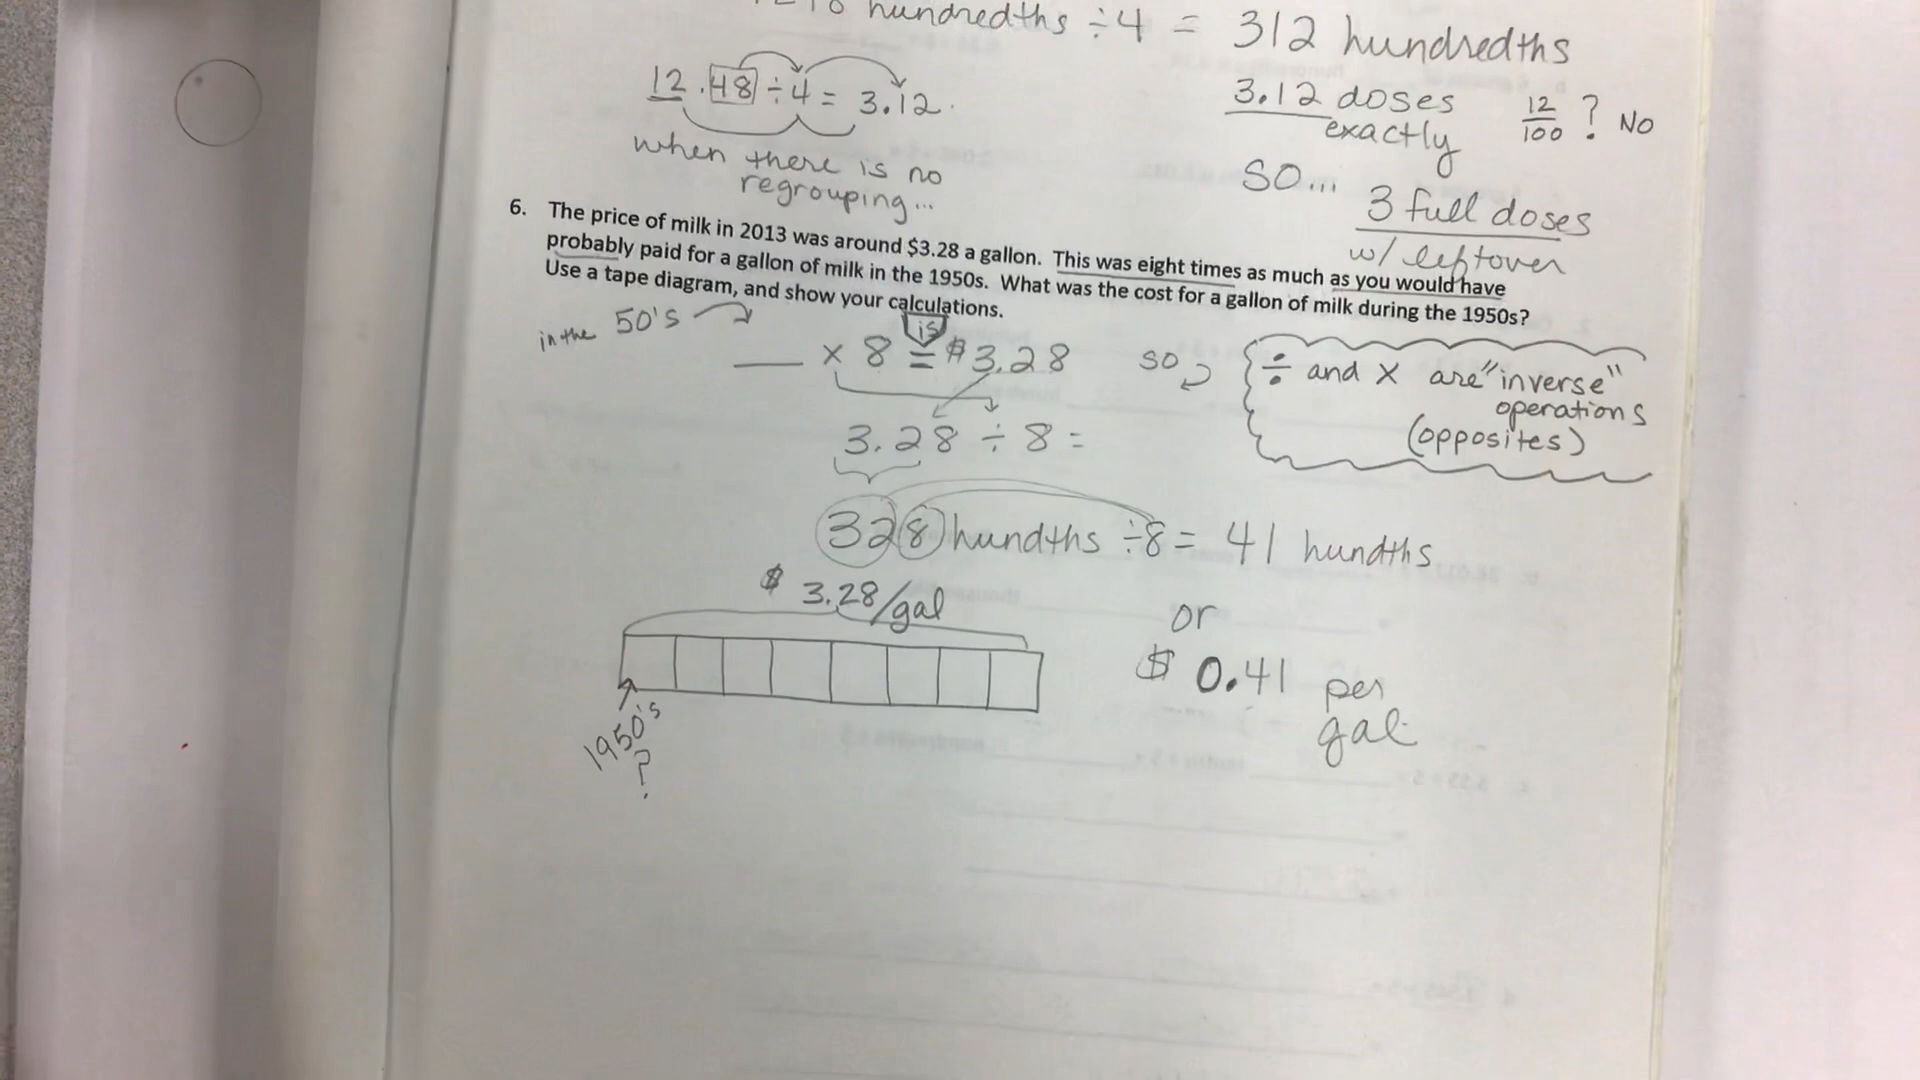 hundredths ÷ 4 = 312 hundredths
12.48 ÷ 4 = 3.12.
when there is no
regrouping...
3.12 doses
exactly
12/100 ? No
SO...
3 full doses
w/ leftover
6. The price of milk in 2013 was around $3.28 a gallon. This was eight times as much as you would have
probably paid for a gallon of milk in the 1950s. What was the cost for a gallon of milk during the 1950s?
Use a tape diagram, and show your calculations.
in the 50's
is
__ x 8 = $3.28
so
÷ and x are "inverse"
operations
(opposites)
3.28 ÷ 8 =
328 hundths ÷8 = 41 hundths
$ 3.28/gal
1950's
?
or
$ 0.41 per
gal.